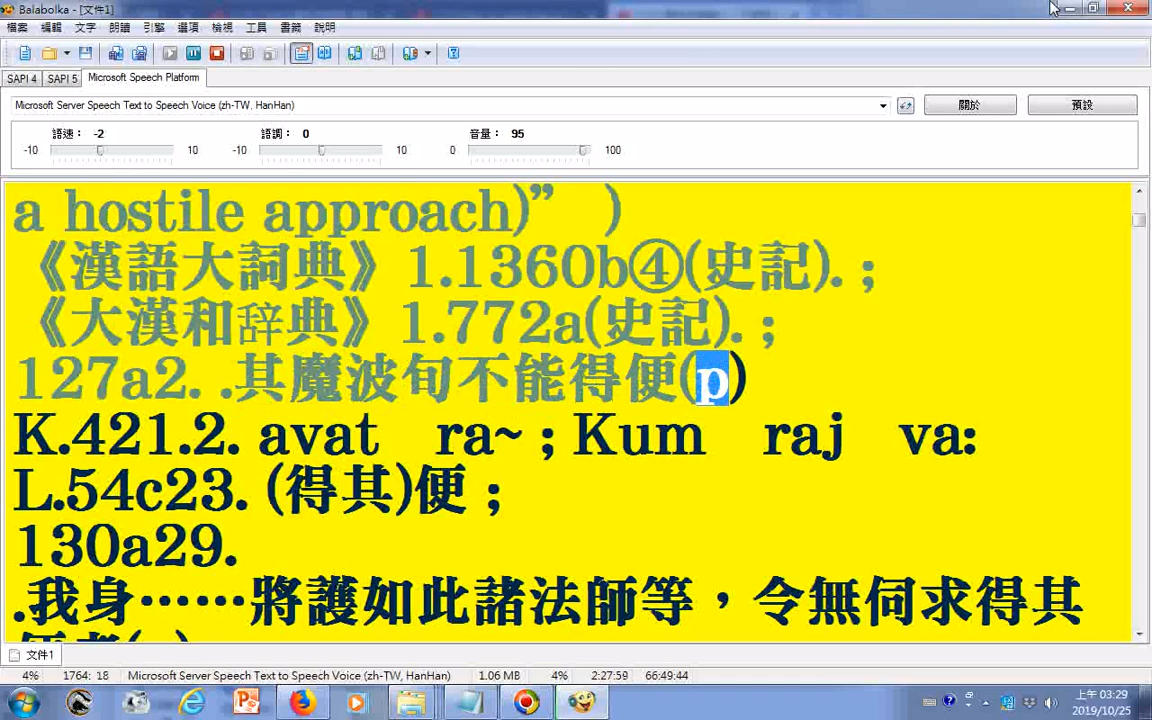 Balabolka - [文件1]
檔案 編輯 文字 朗讀 引擎 選項 檢視 工具 書籤 說明
SAPI 4 SAPI 5 Microsoft Speech Platform
Microsoft Server Speech Text to Speech Voice (zh-TW, HanHan) 關於 預設
語速： -2 語調： 0 音量： 95
-10 10 -10 10 0 100
a hostile approach)” )
《漢語大詞典》 1.1360b④(史記). ;
《大漢和辞典》 1.772a(史記). ;
127a2. .其魔波旬不能得便(p)
K.421.2. avat ra~ ; Kum raj va:
L.54c23. (得其)便 ;
130a29.
.我身……將護如此諸法師等，令無伺求得其
文件1
4% 1764: 18 Microsoft Server Speech Text to Speech Voice (zh-TW, HanHan) 1.06 MB 4% 2:27:59 66:49:44
上午 03:29
2019/10/25